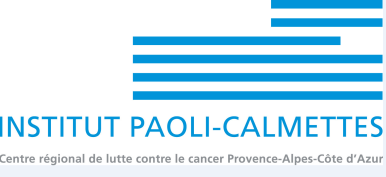 INSTITUT PAOLI-CALMETTES
Centre régional de lutte contre le cancer Provence-Alpes-Côte d'Azur